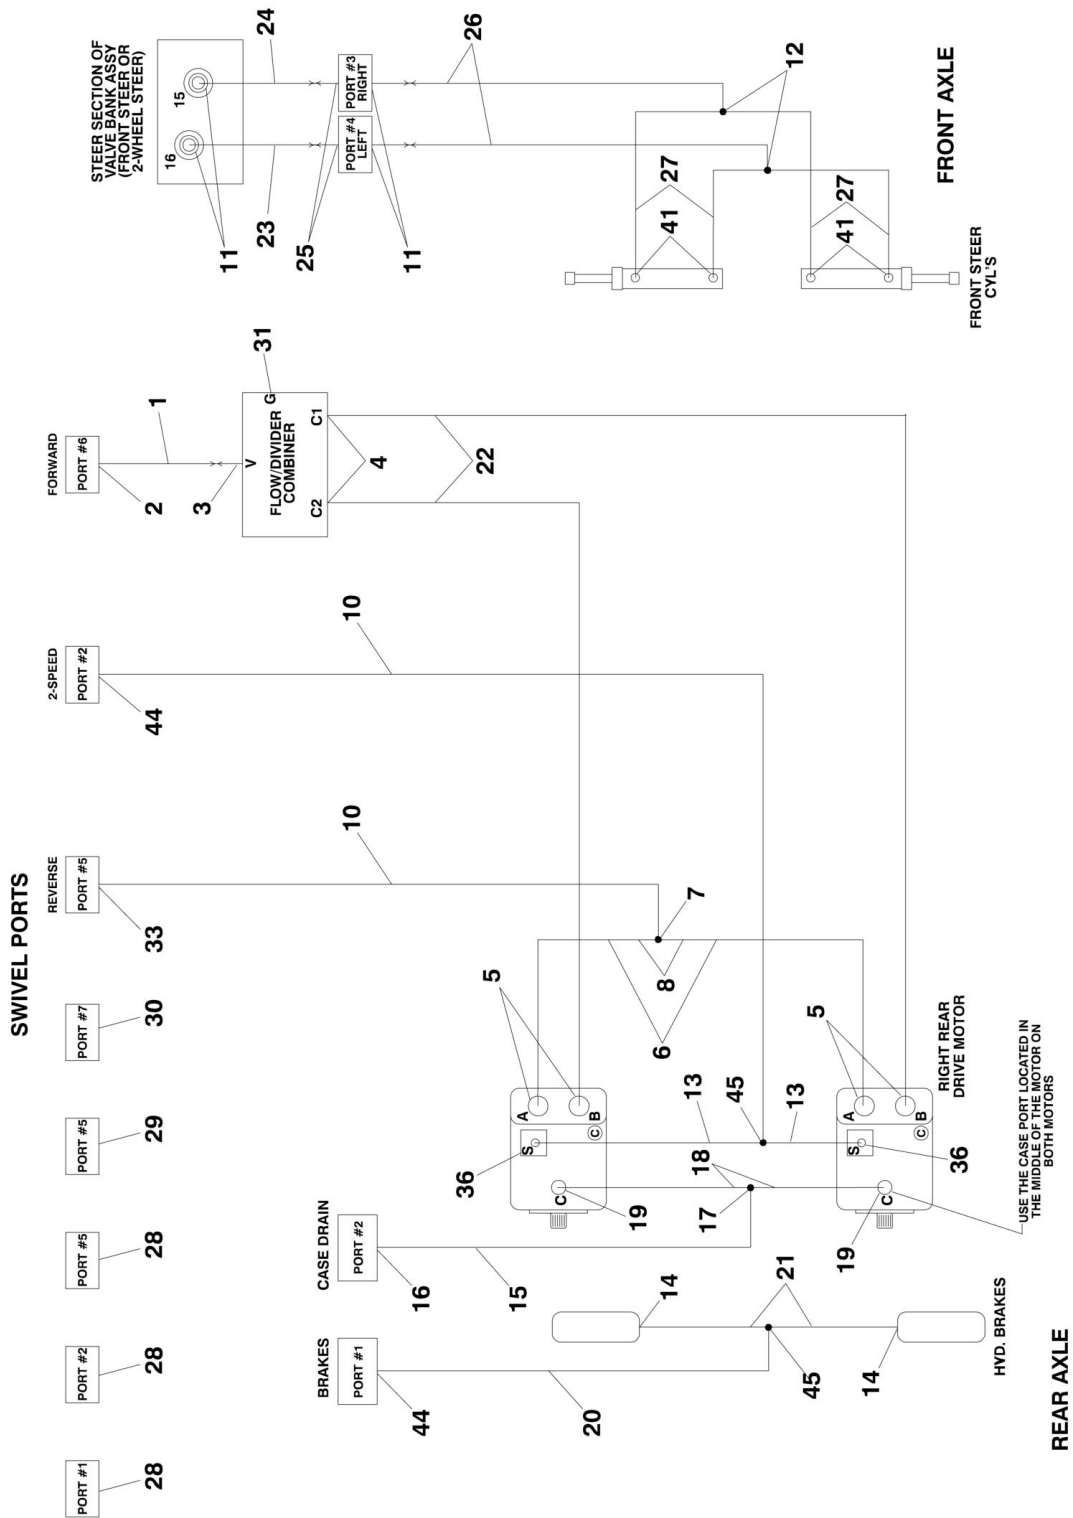 SWIVEL PORTS
PORT #1
28
PORT #2
28
PORT #5
28
PORT #5
29
PORT #7
30
REVERSE
PORT #5
33
10
2-SPEED
PORT #2
44
10
FORWARD
PORT #6
2
1
3
V
G
31
FLOW/DIVIDER
COMBINER
C2
C1
4
22
STEER SECTION OF
VALVE BANK ASSY
(FRONT STEER OR
2-WHEEL STEER)
16
15
11
23
24
25
PORT #4
LEFT
PORT #3
RIGHT
11
26
12
27
41
27
41
FRONT STEER
CYL'S
FRONT AXLE
BRAKES
PORT #1
44
20
CASE DRAIN
PORT #2
16
15
14
21
45
14
HYD. BRAKES
36
S
A
B
C
C
5
19
17
18
13
45
13
6
8
7
5
S
A
B
C
C
36
19
RIGHT REAR
DRIVE MOTOR
USE THE CASE PORT LOCATED IN
THE MIDDLE OF THE MOTOR ON
BOTH MOTORS
REAR AXLE